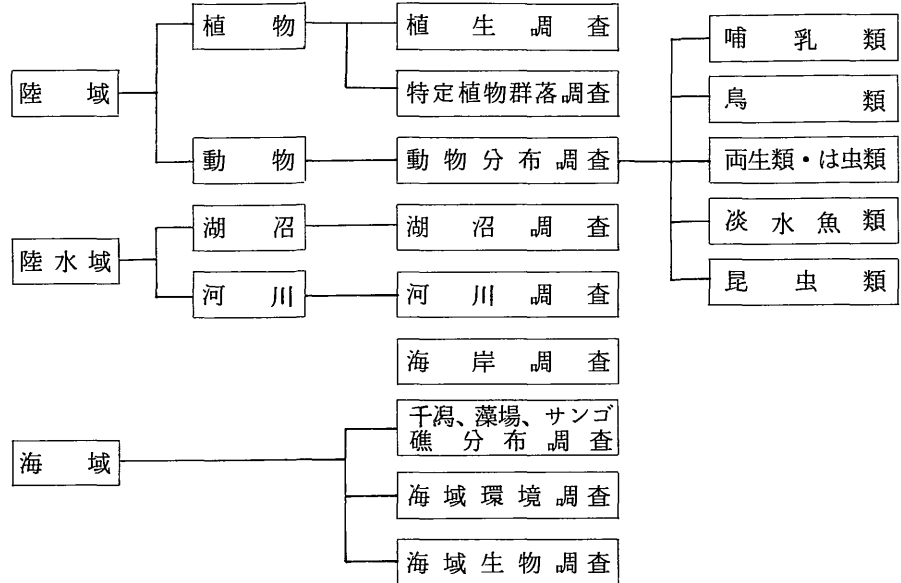 陸域
植物
植生調査
特定植物群落調査
動物
動物分布調査
哺乳類
鳥類
両生類・は虫類
淡水魚類
昆虫類
陸水域
湖沼
湖沼調査
河川
河川調査
海岸調査
海域
干潟、藻場、サンゴ
礁分布調査
海域環境調査
海域生物調査